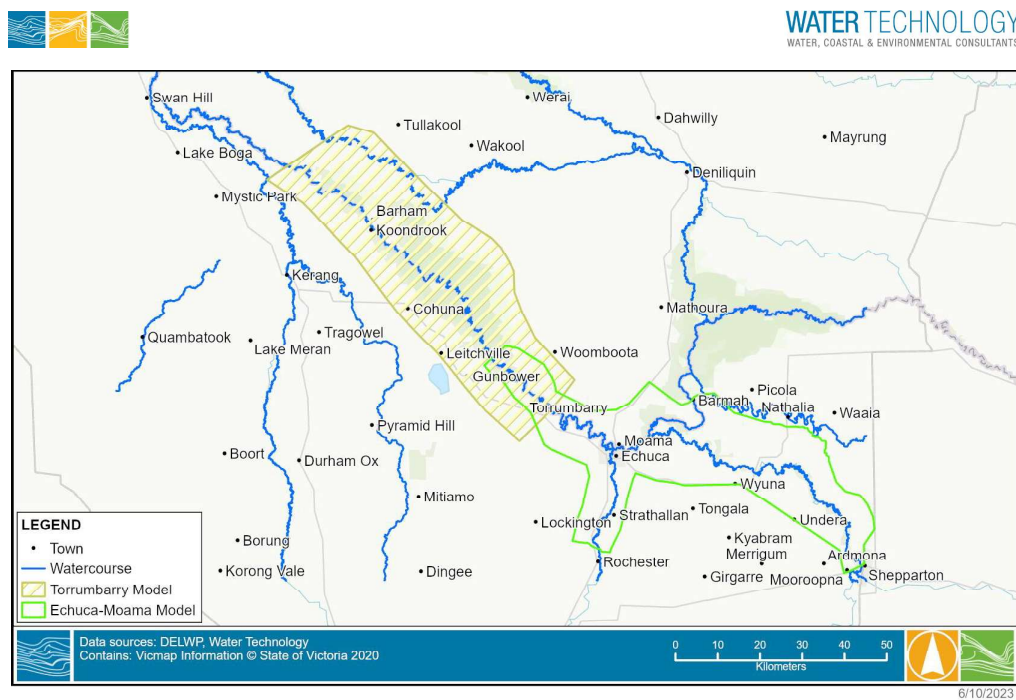 WATER TECHNOLOGY
WATER, COASTAL & ENVIRONMENTAL CONSULTANTS
Swan Hill
Werai
Tullakool
Dahwilly
Mayrung
Lake Boga
Wakool
Deniliquin
Mystic Park
Barham
Koondrook
Kerang
Mathoura
Cohuna
Quambatook
Lake Meran
Tragowel
Leitchville
Woomboota
Gunbower
Picola
Barmah
Nathalia
Waaia
Torrumbarry
Pyramid Hill
Moama
Echuca
Boort
Durham Ox
Wyuna
Mitiamo
Lockington
Strathallan
Tongala
Undera
Borung
Kyabram
Merrigum
Ardmona
Korong Vale
Dingee
Rochester
Girgarre
Mooroopna
Shepparton
LEGEND
Town
Watercourse
Torrumbarry Model
Echuca-Moama Model
Data sources: DELWP, Water Technology
Contains: Vicmap Information © State of Victoria 2020
0 10 20 30 40 50
Kilometers
6/10/2023